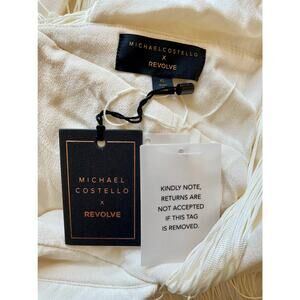 MICHAELCOSTELLO
X
REVOLVE
MICHAEL
COSTELLO
X
REVOLVE
KINDLY NOTE,
RETURNS ARE
NOT ACCEPTED
IF THIS TAG
IS REMOVED.